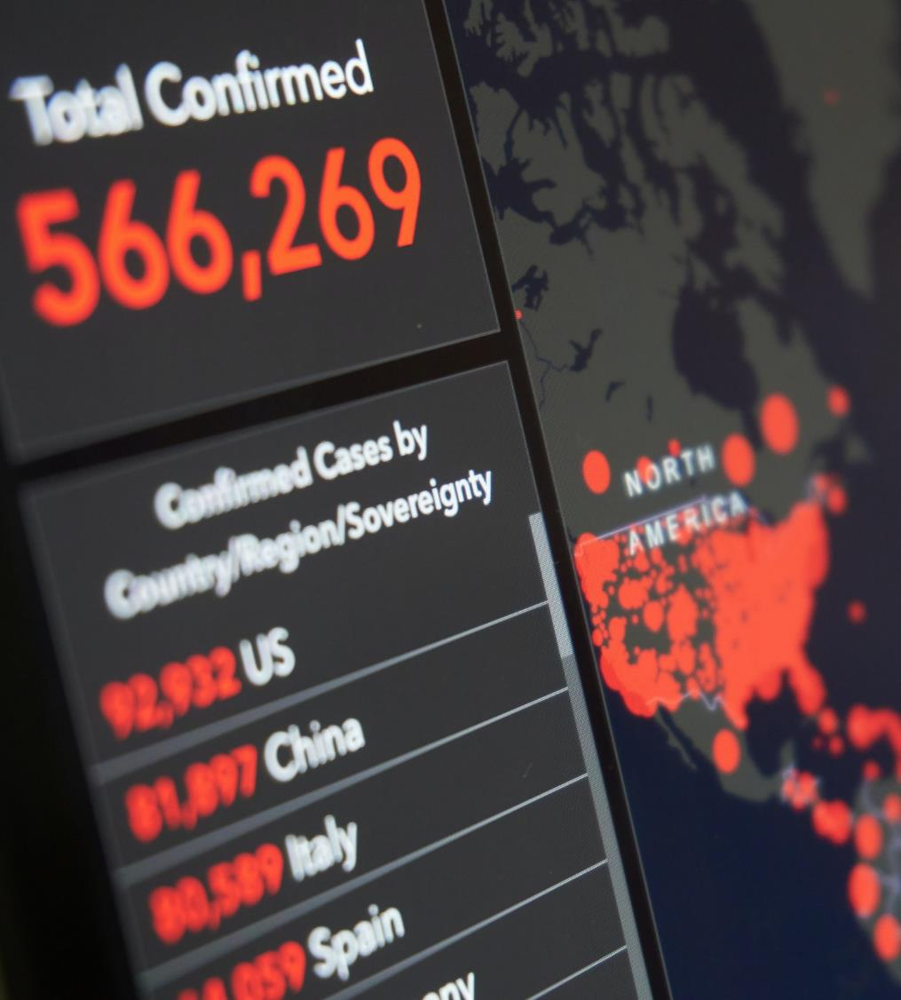 Total Confirmed
566,269
Confirmed Cases by
Country/Region/Sovereignty
92,932 US
81,897 China
80,589 Italy
Spain
NORTH
AMERICA